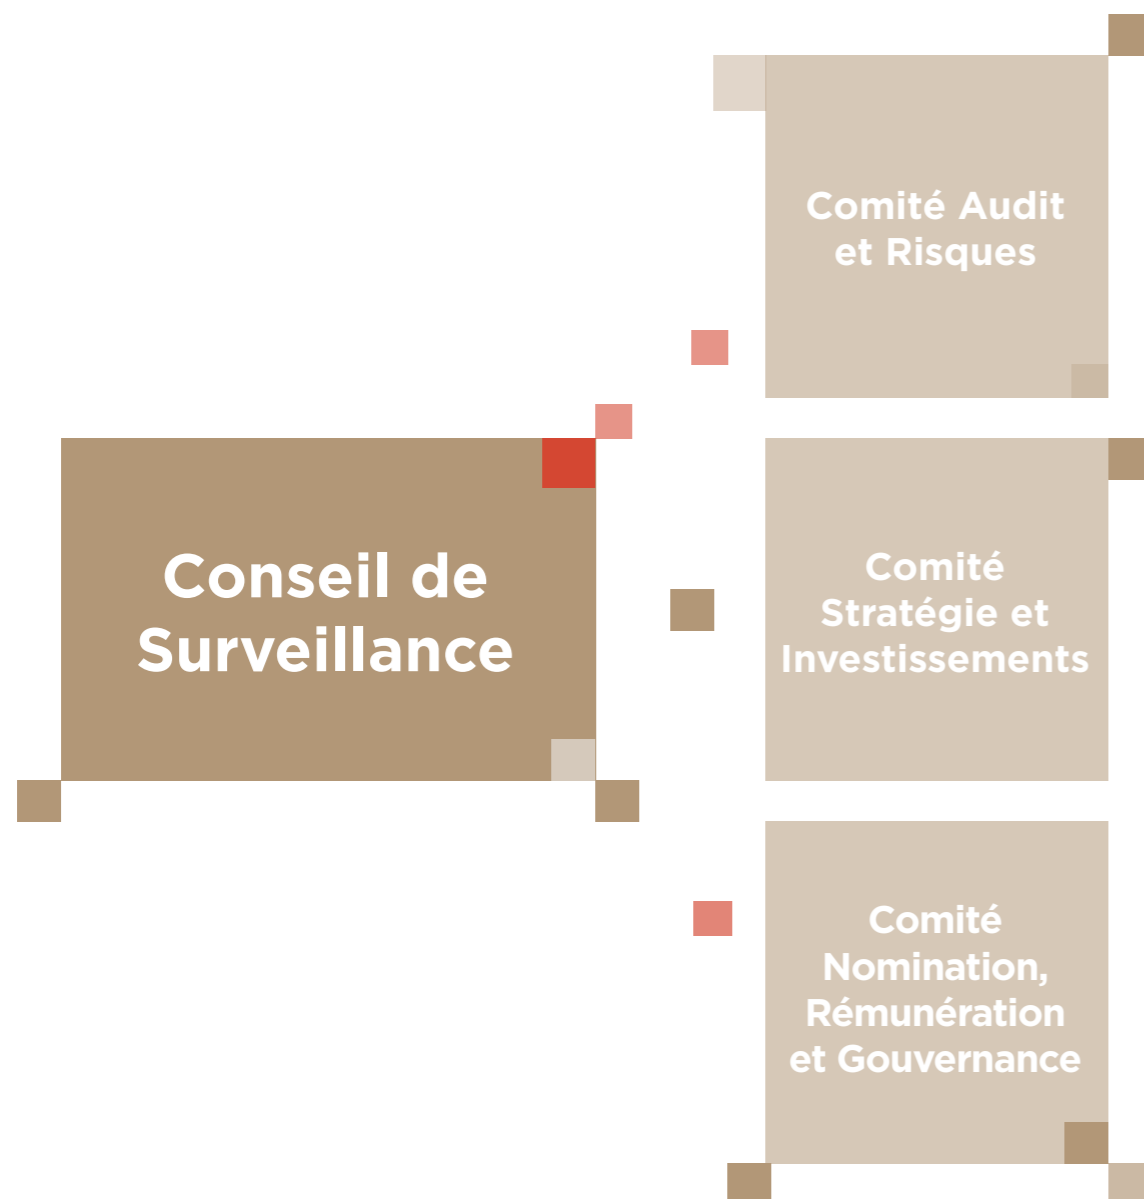 Conseil de
Surveillance
Comité Audit
et Risques
Comité
Stratégie et
Investissements
Comité
Nomination,
Rémunération
et Gouvernance